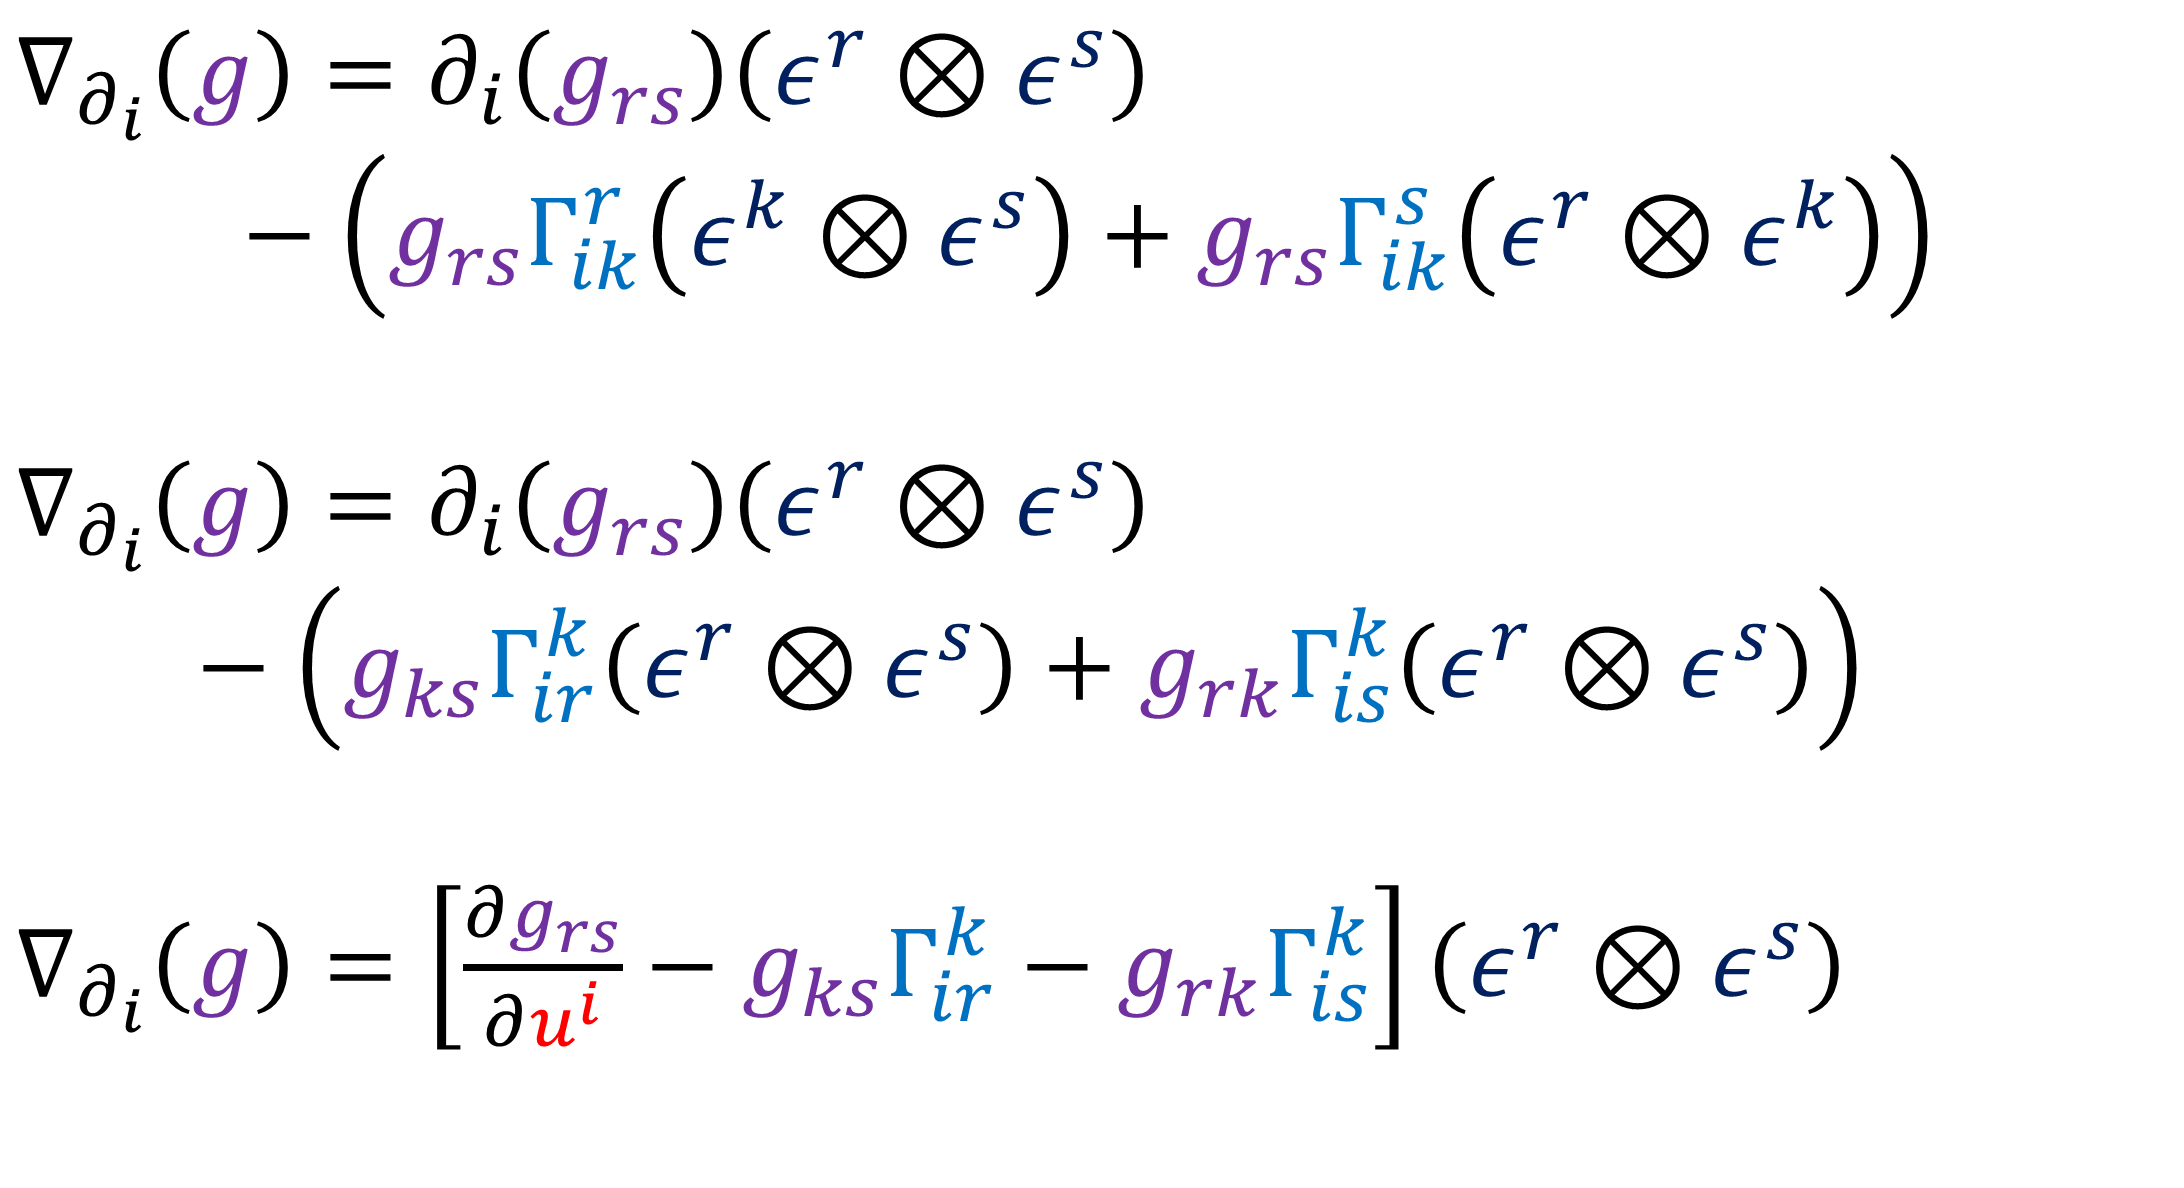 ∇_{∂_i}(g) = ∂_i(g_{rs})(ϵ^r ⊗ ϵ^s)
− (g_{rs}Γ^r_{ik}(ϵ^k ⊗ ϵ^s) + g_{rs}Γ^s_{ik}(ϵ^r ⊗ ϵ^k))
∇_{∂_i}(g) = ∂_i(g_{rs})(ϵ^r ⊗ ϵ^s)
− (g_{ks}Γ^k_{ir}(ϵ^r ⊗ ϵ^s) + g_{rk}Γ^k_{is}(ϵ^r ⊗ ϵ^s))
∇_{∂_i}(g) = [∂g_{rs}/∂u^i − g_{ks}Γ^k_{ir} − g_{rk}Γ^k_{is}] (ϵ^r ⊗ ϵ^s)